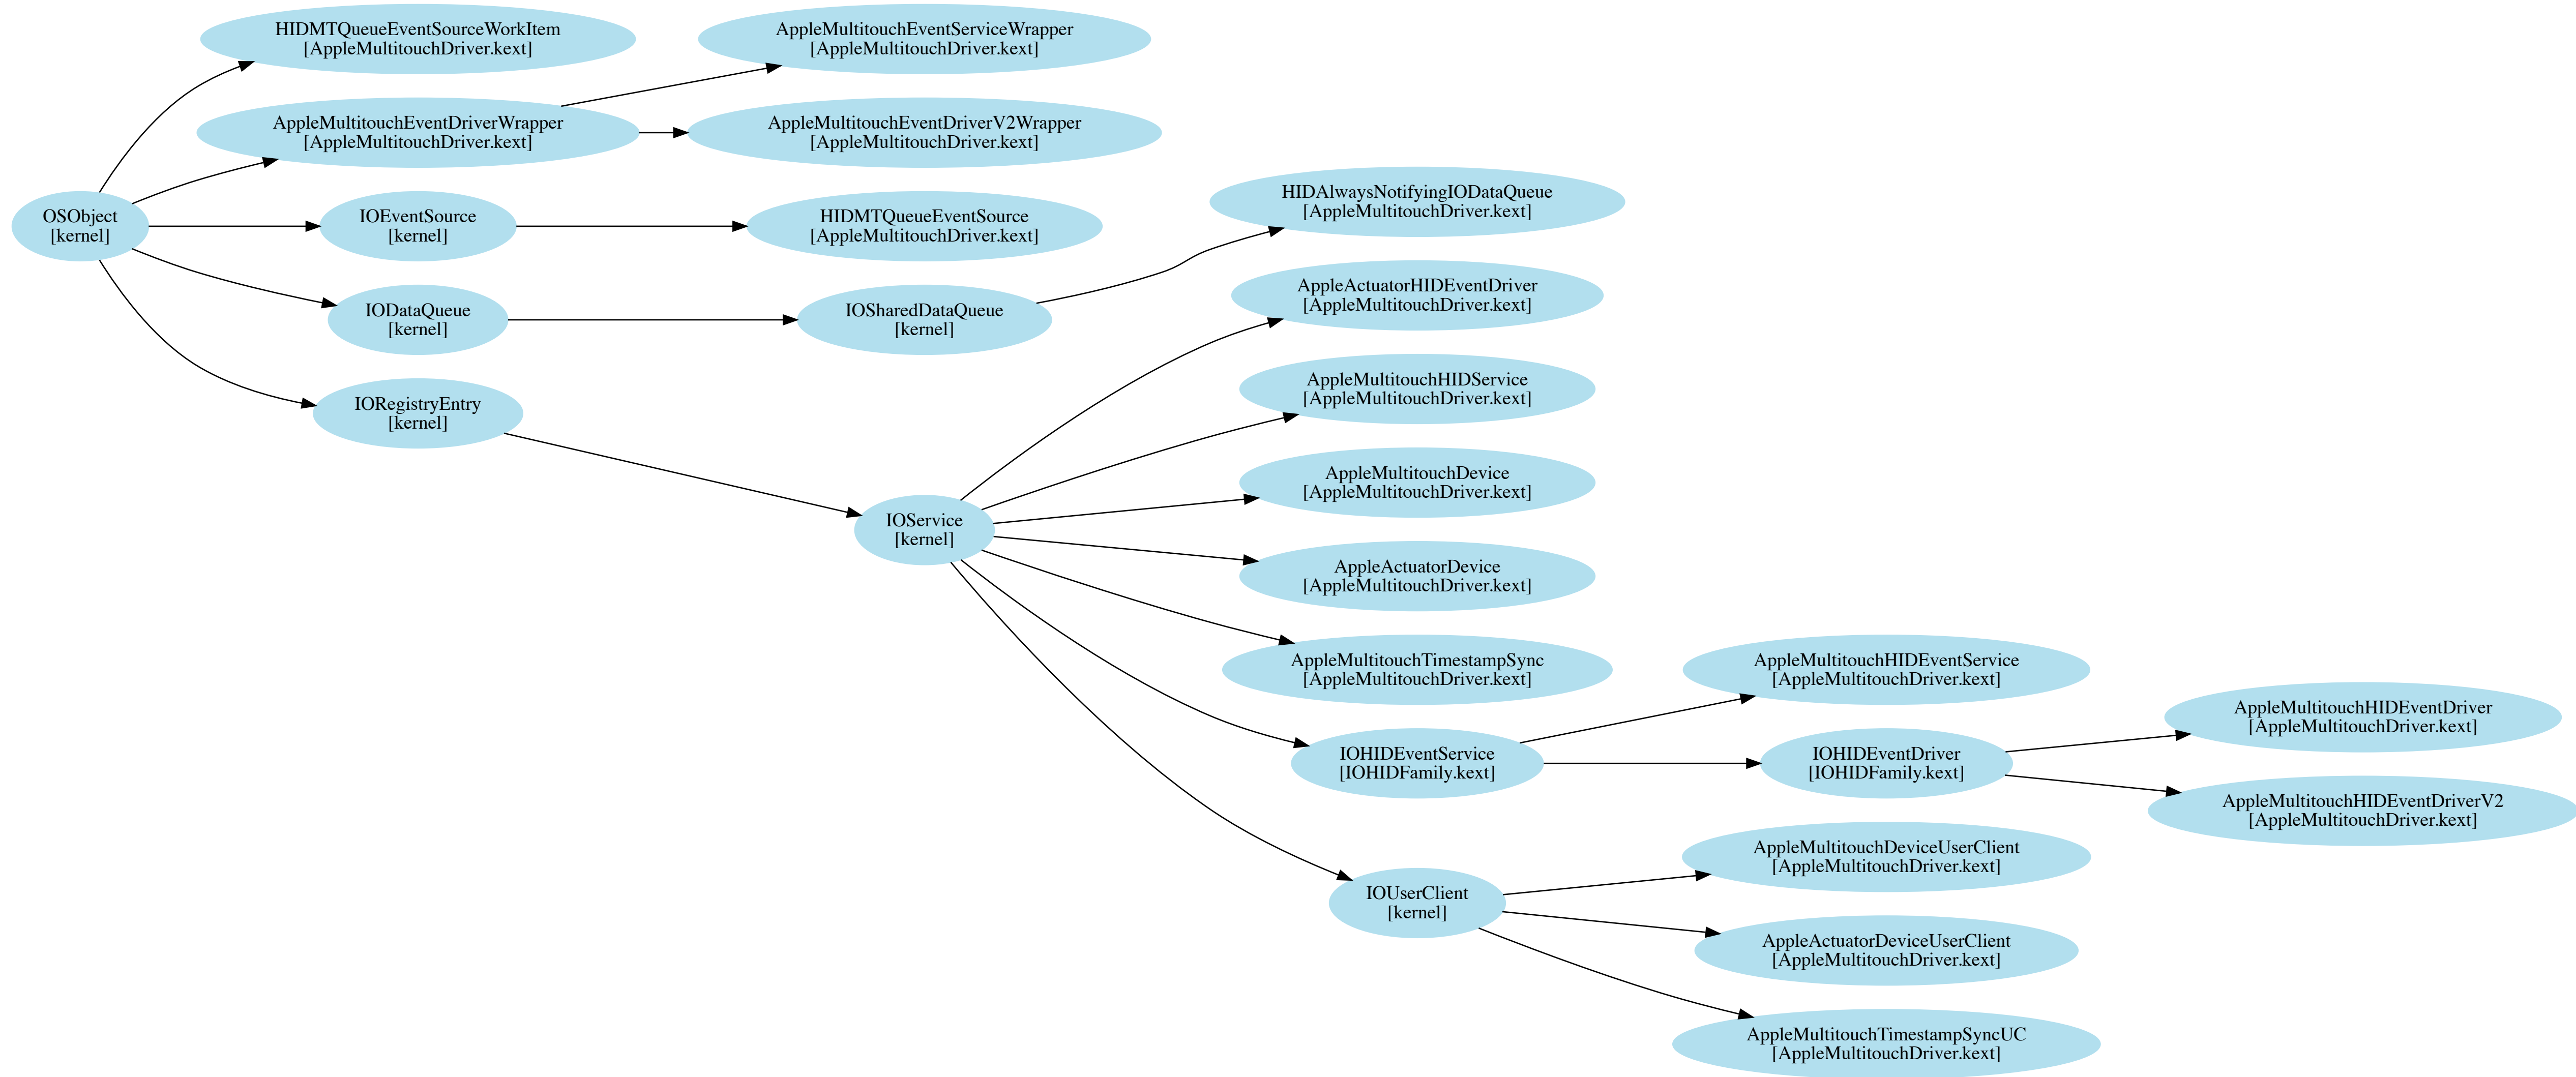 HIDMTQueueEventSourceWorkItem
[AppleMultitouchDriver.kext]
AppleMultitouchEventServiceWrapper
[AppleMultitouchDriver.kext]
AppleMultitouchEventDriverWrapper
[AppleMultitouchDriver.kext]
AppleMultitouchEventDriverV2Wrapper
[AppleMultitouchDriver.kext]
OSObject
[kernel]
IOEventSource
[kernel]
HIDMTQueueEventSource
[AppleMultitouchDriver.kext]
HIDAlwaysNotifyingIODataQueue
[AppleMultitouchDriver.kext]
IODataQueue
[kernel]
IOSharedDataQueue
[kernel]
AppleActuatorHIDEventDriver
[AppleMultitouchDriver.kext]
IORegistryEntry
[kernel]
AppleMultitouchHIDService
[AppleMultitouchDriver.kext]
AppleMultitouchDevice
[AppleMultitouchDriver.kext]
IOService
[kernel]
AppleActuatorDevice
[AppleMultitouchDriver.kext]
AppleMultitouchTimestampSync
[AppleMultitouchDriver.kext]
AppleMultitouchHIDEventService
[AppleMultitouchDriver.kext]
IOHIDEventService
[IOHIDFamily.kext]
IOHIDEventDriver
[IOHIDFamily.kext]
AppleMultitouchHIDEventDriver
[AppleMultitouchDriver.kext]
AppleMultitouchHIDEventDriverV2
[AppleMultitouchDriver.kext]
IOUserClient
[kernel]
AppleMultitouchDeviceUserClient
[AppleMultitouchDriver.kext]
AppleActuatorDeviceUserClient
[AppleMultitouchDriver.kext]
AppleMultitouchTimestampSyncUC
[AppleMultitouchDriver.kext]